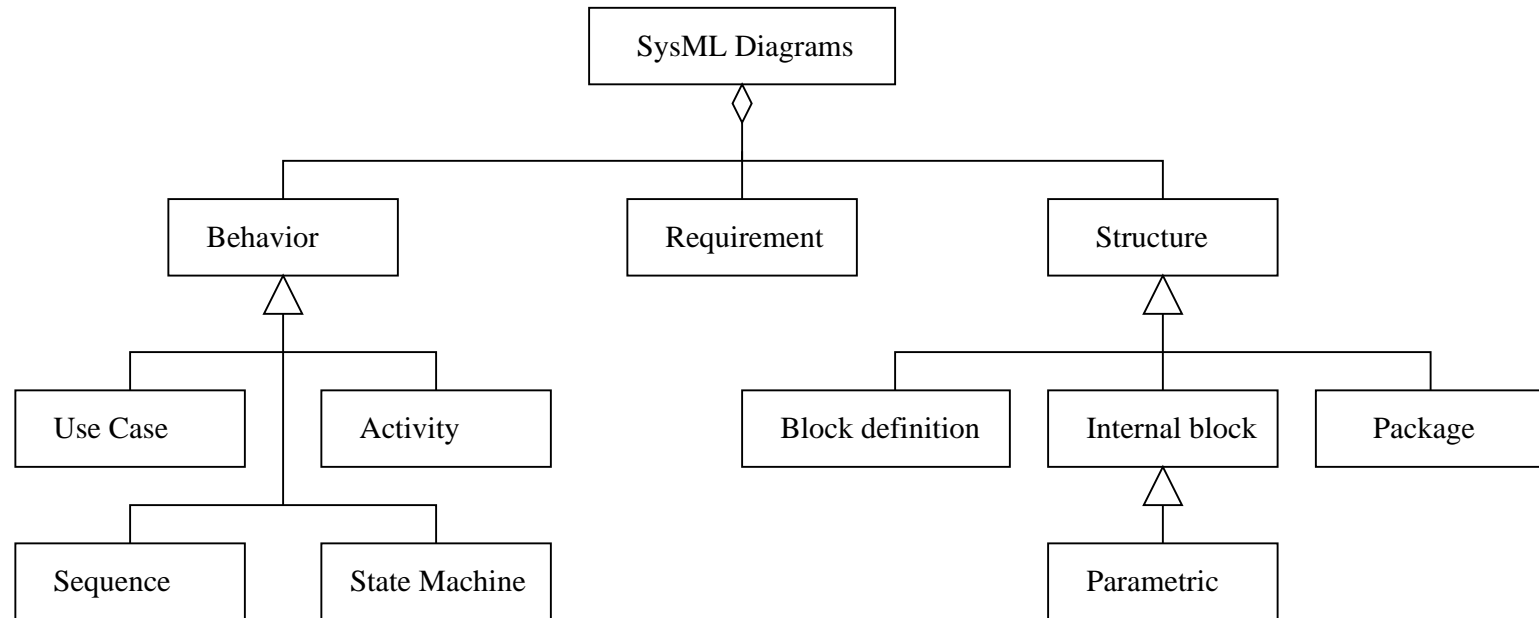 SysML Diagrams
Behavior
Requirement
Structure
Use Case
Activity
Block definition
Internal block
Package
Sequence
State Machine
Parametric